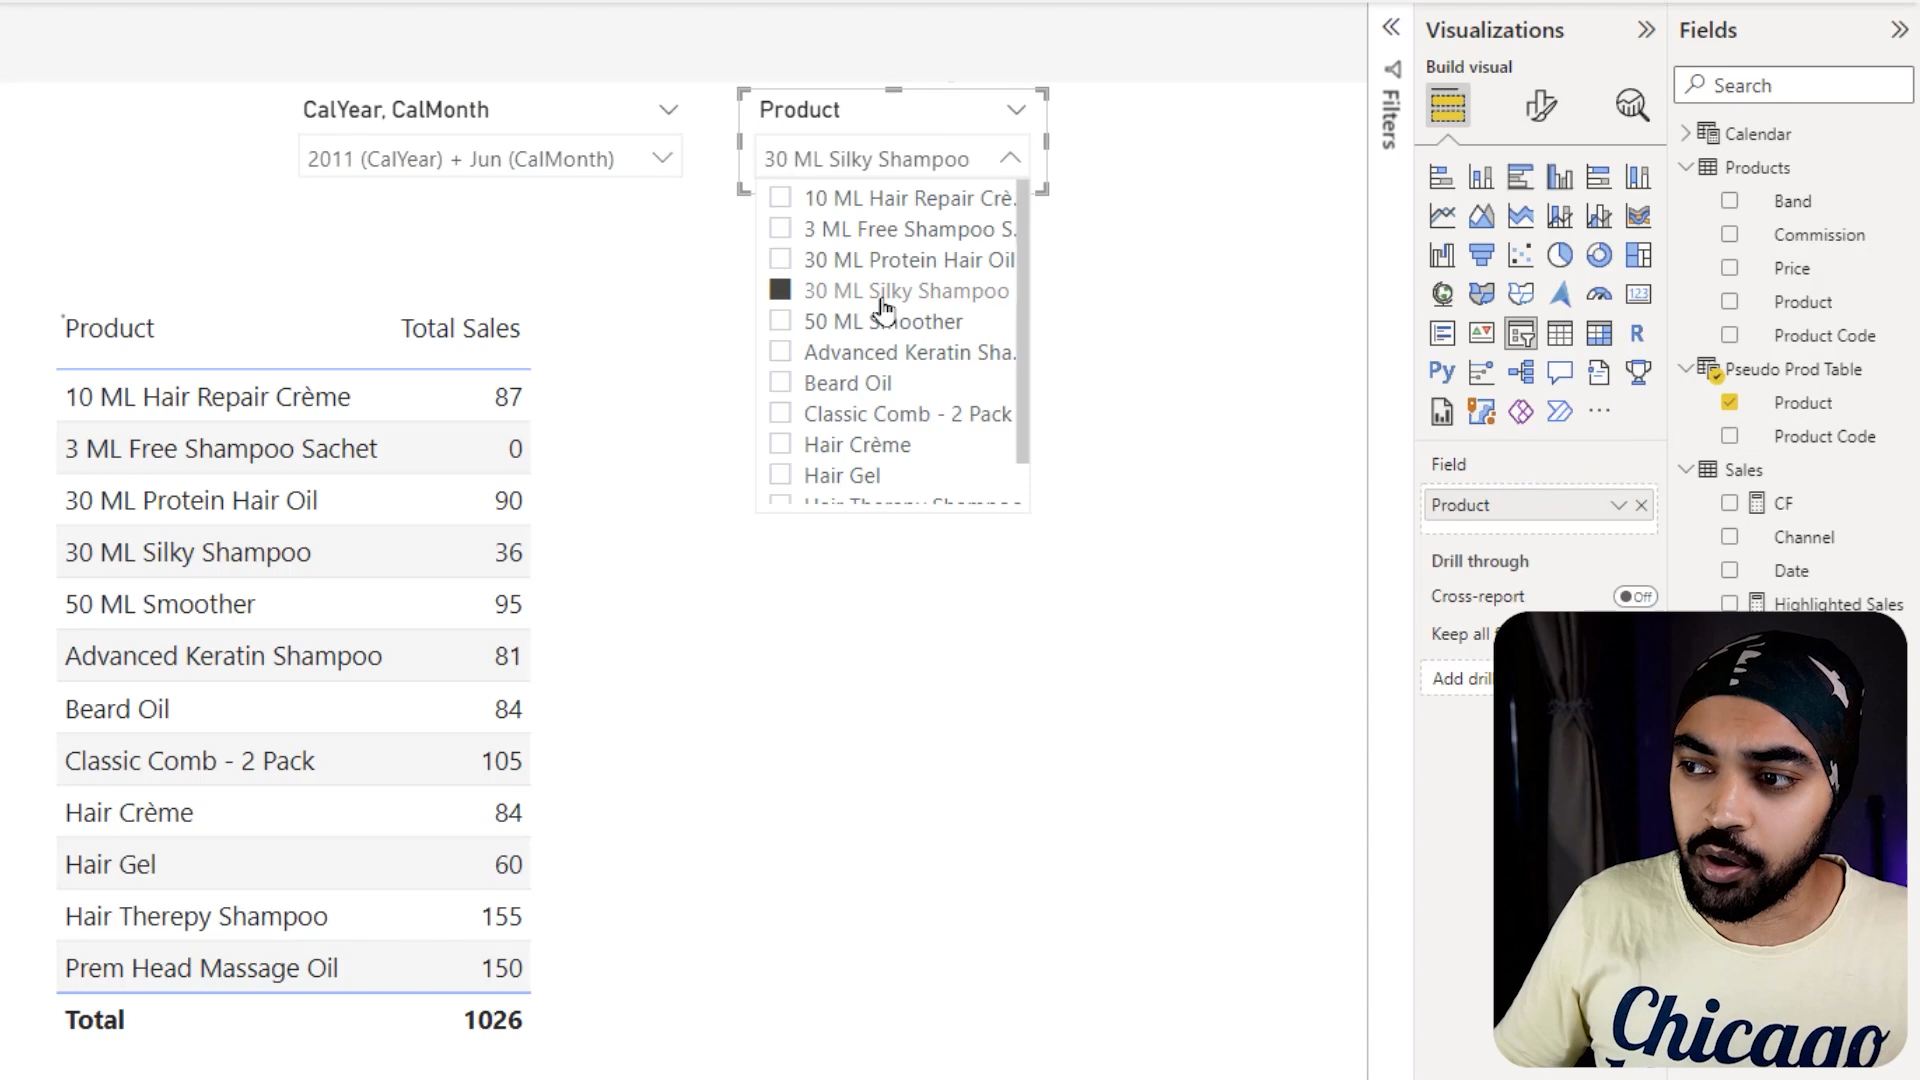 CalYear, CalMonth
2011 (CalYear) + Jun (CalMonth)
Product
30 ML Silky Shampoo
10 ML Hair Repair Crè.
3 ML Free Shampoo S.
30 ML Protein Hair Oil
30 ML Silky Shampoo
50 ML Smoother
Advanced Keratin Sha.
Beard Oil
Classic Comb - 2 Pack
Hair Crème
Hair Gel
Hair Therapy Shampoo
Product Total Sales
10 ML Hair Repair Crème 87
3 ML Free Shampoo Sachet 0
30 ML Protein Hair Oil 90
30 ML Silky Shampoo 36
50 ML Smoother 95
Advanced Keratin Shampoo 81
Beard Oil 84
Classic Comb - 2 Pack 105
Hair Crème 84
Hair Gel 60
Hair Therepy Shampoo 155
Prem Head Massage Oil 150
Total 1026
Filters
Visualizations
Build visual
123
R
Py
Field
Product
Drill through
Cross-report
Off
Keep all
Add dril
Fields
Search
Calendar
Products
Band
Commission
Price
Product
Product Code
Pseudo Prod Table
Product
Product Code
Sales
CF
Channel
Date
Highlighted Sales
Chicago